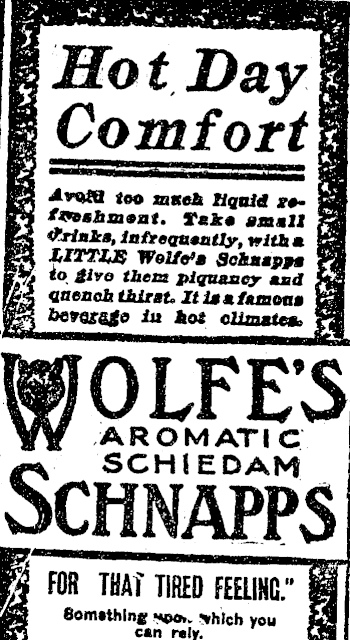 Hot Day
Comfort
Avoid too much liquid re-
freshment. Take small
drinks, infrequently, with a
LITTLE Wolfe's Schnapps
to give them piquancy and
quench thirst. It is a famous
beverage in hot climates.
WOLFE'S
AROMATIC
SCHIEDAM
SCHNAPPS
FOR THAT TIRED FEELING."
Something upon which you
can rely.